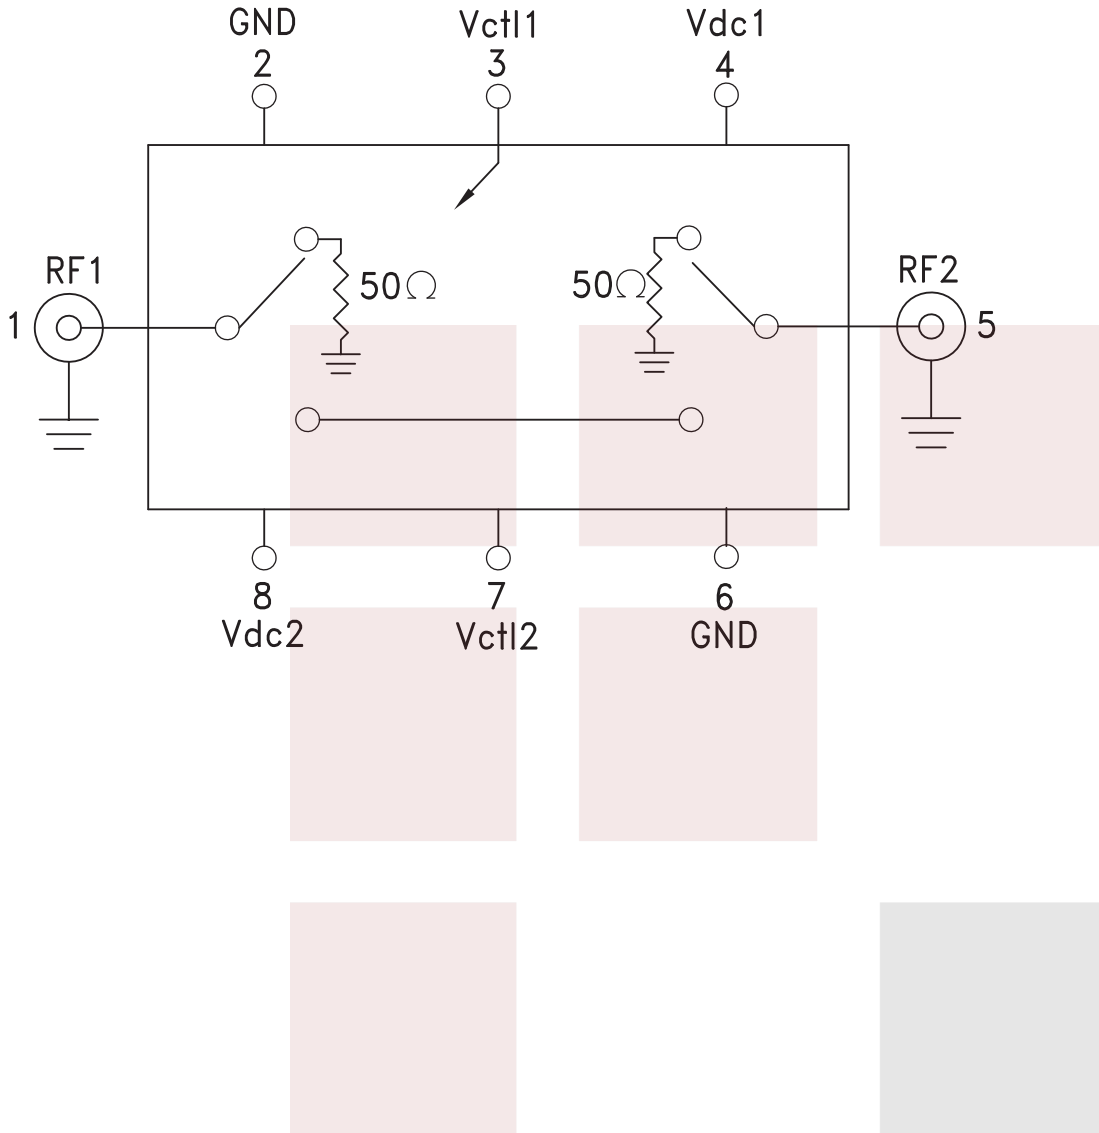 GND Vctl1 Vdc1
2 3 4
RF1 50Ω 50Ω RF2
1 5
8 7 6
Vdc2 Vctl2 GND